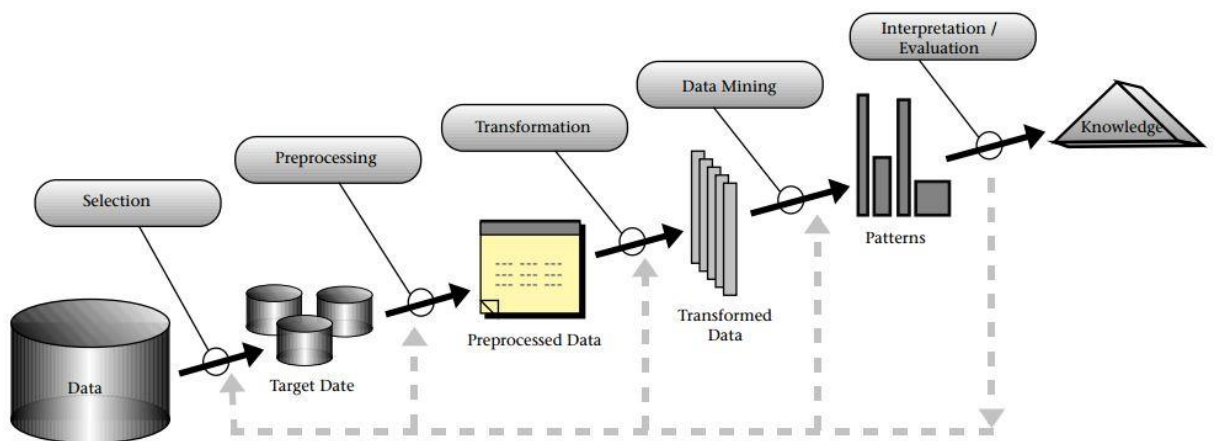 Interpretation /
Evaluation
Data Mining
Transformation
Preprocessing
Selection
Data
Target Date
Preprocessed Data
Transformed
Data
Patterns
Knowledge